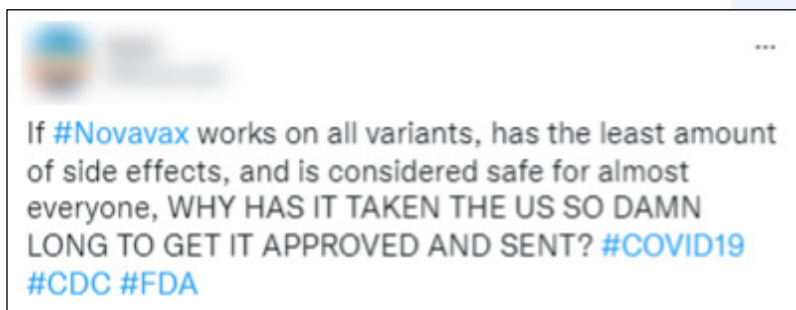 If #Novavax works on all variants, has the least amount
of side effects, and is considered safe for almost
everyone, WHY HAS IT TAKEN THE US SO DAMN
LONG TO GET IT APPROVED AND SENT? #COVID19
#CDC #FDA